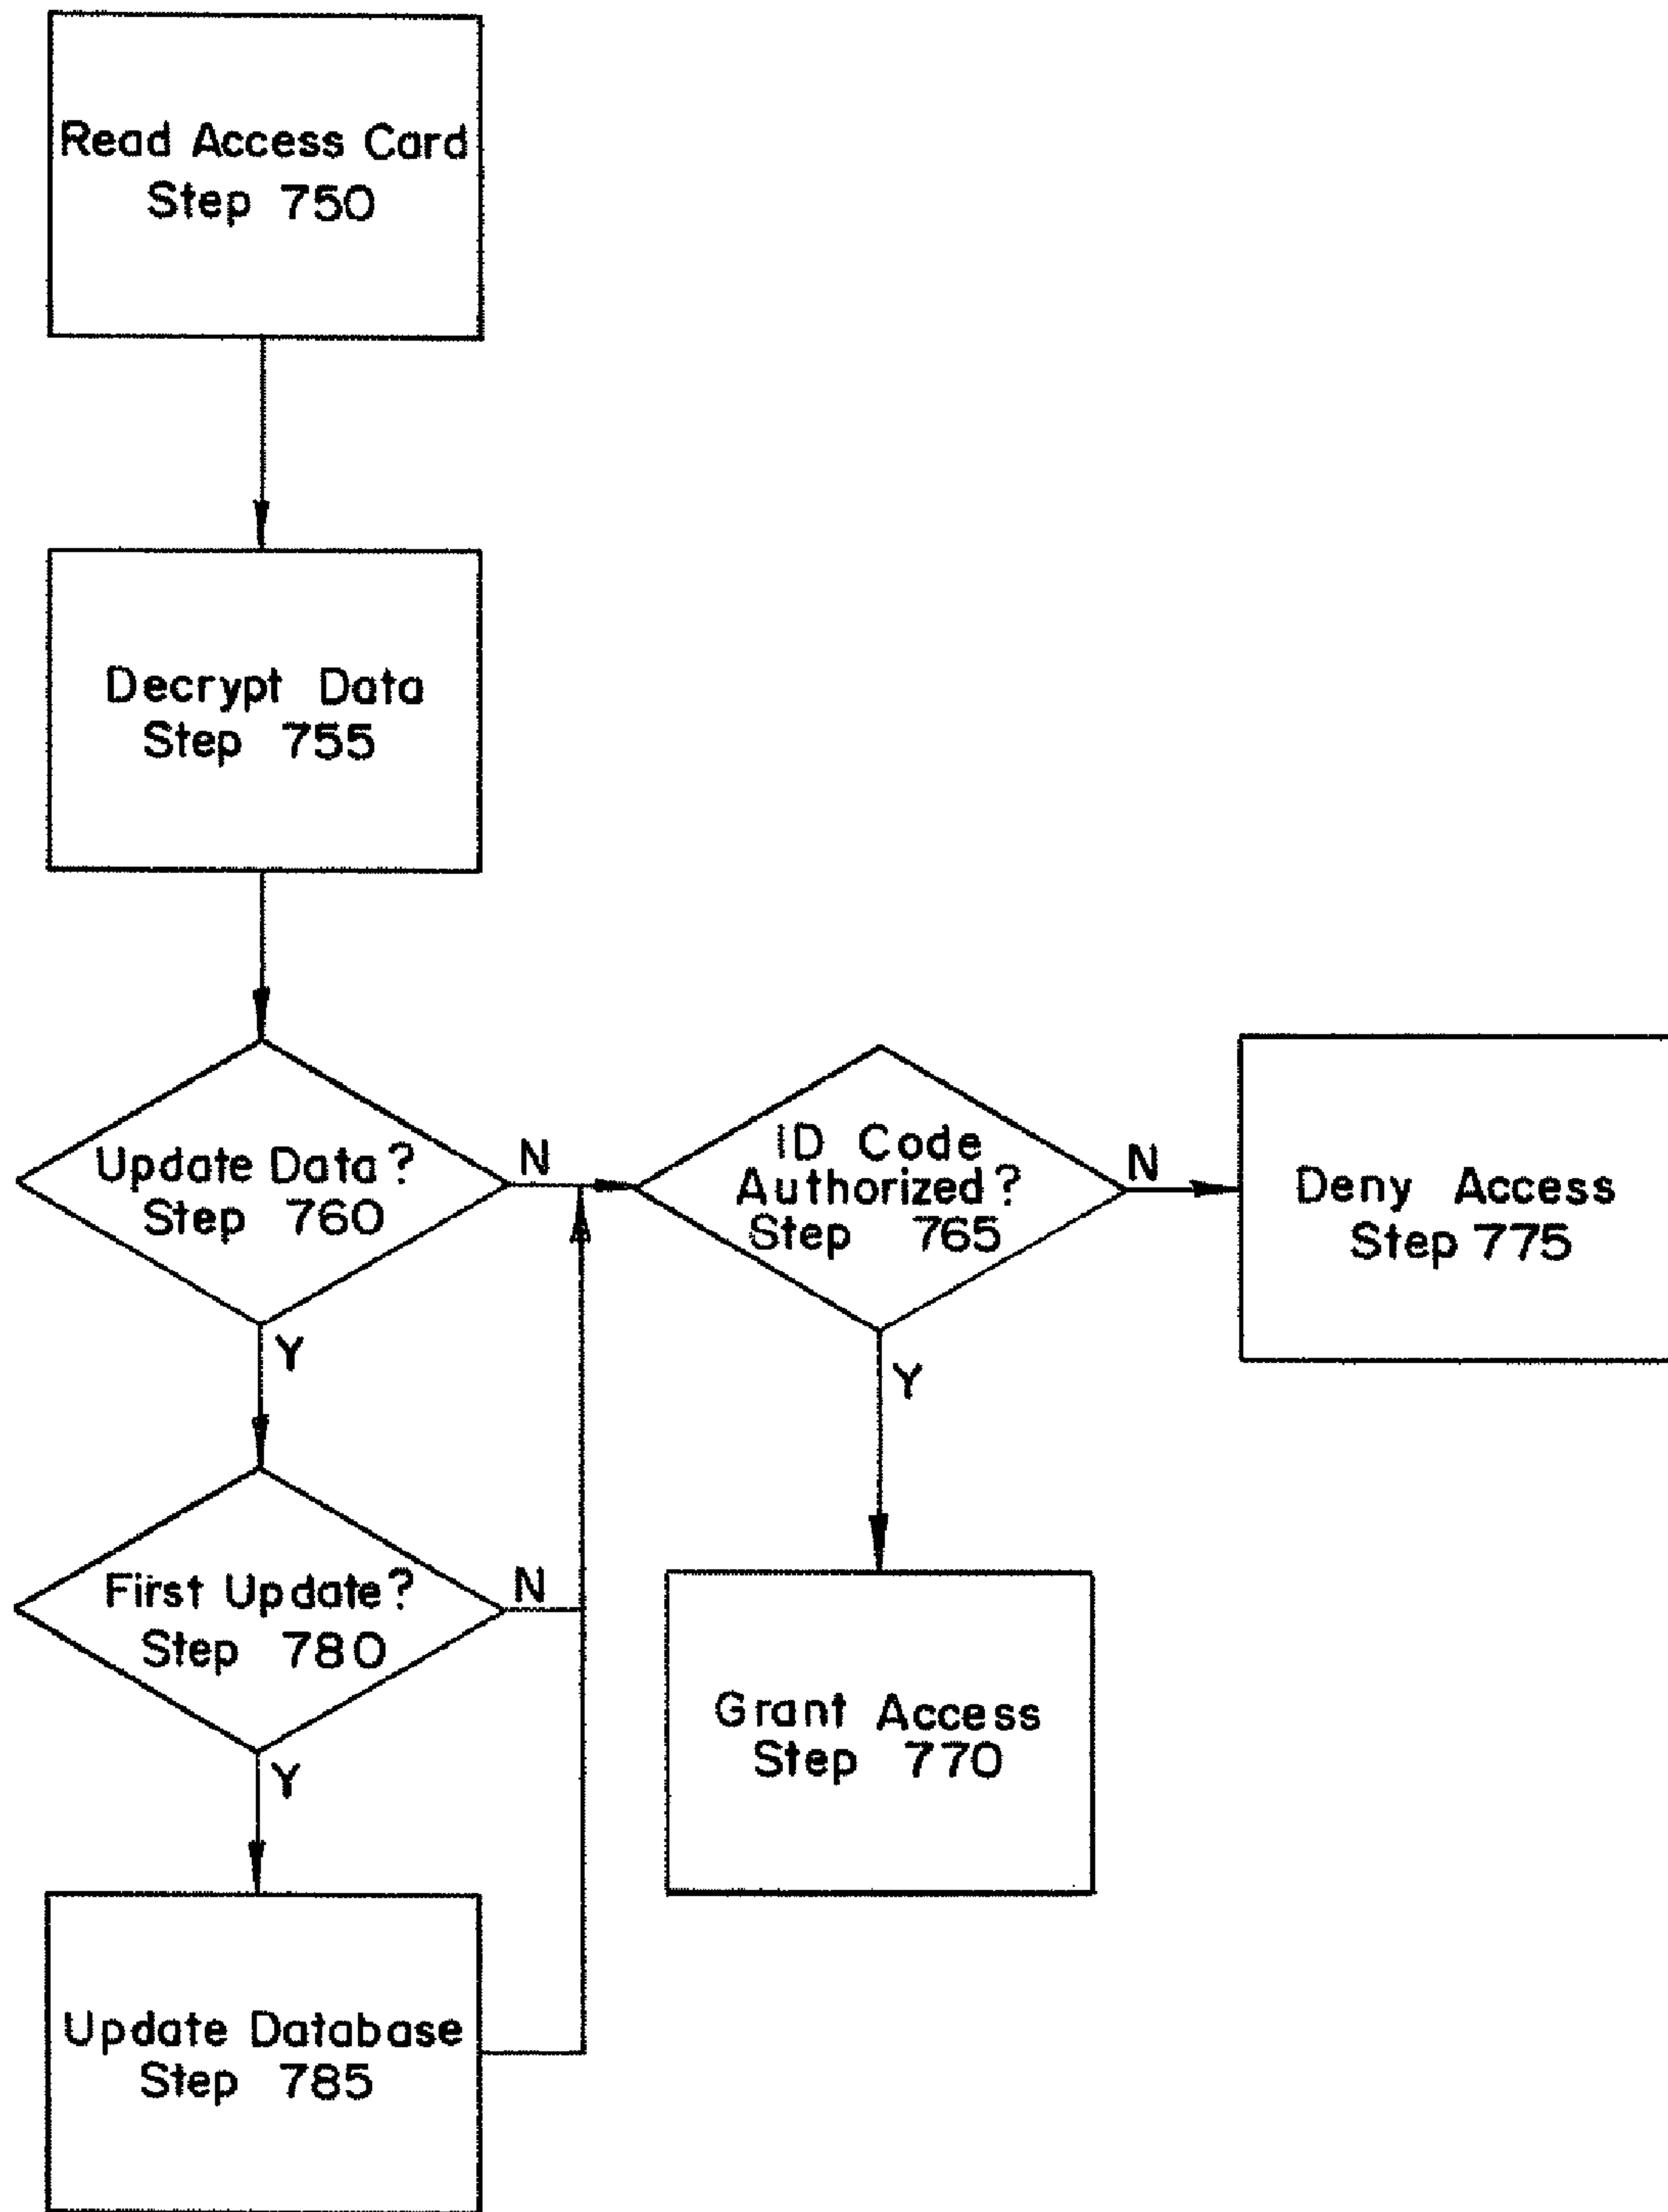 Read Access Card
Step 750
Decrypt Data
Step 755
Update Data?
Step 760
N
Y
ID Code
Authorized?
Step 765
N
Y
Deny Access
Step 775
First Update?
Step 780
N
Y
Grant Access
Step 770
Update Database
Step 785